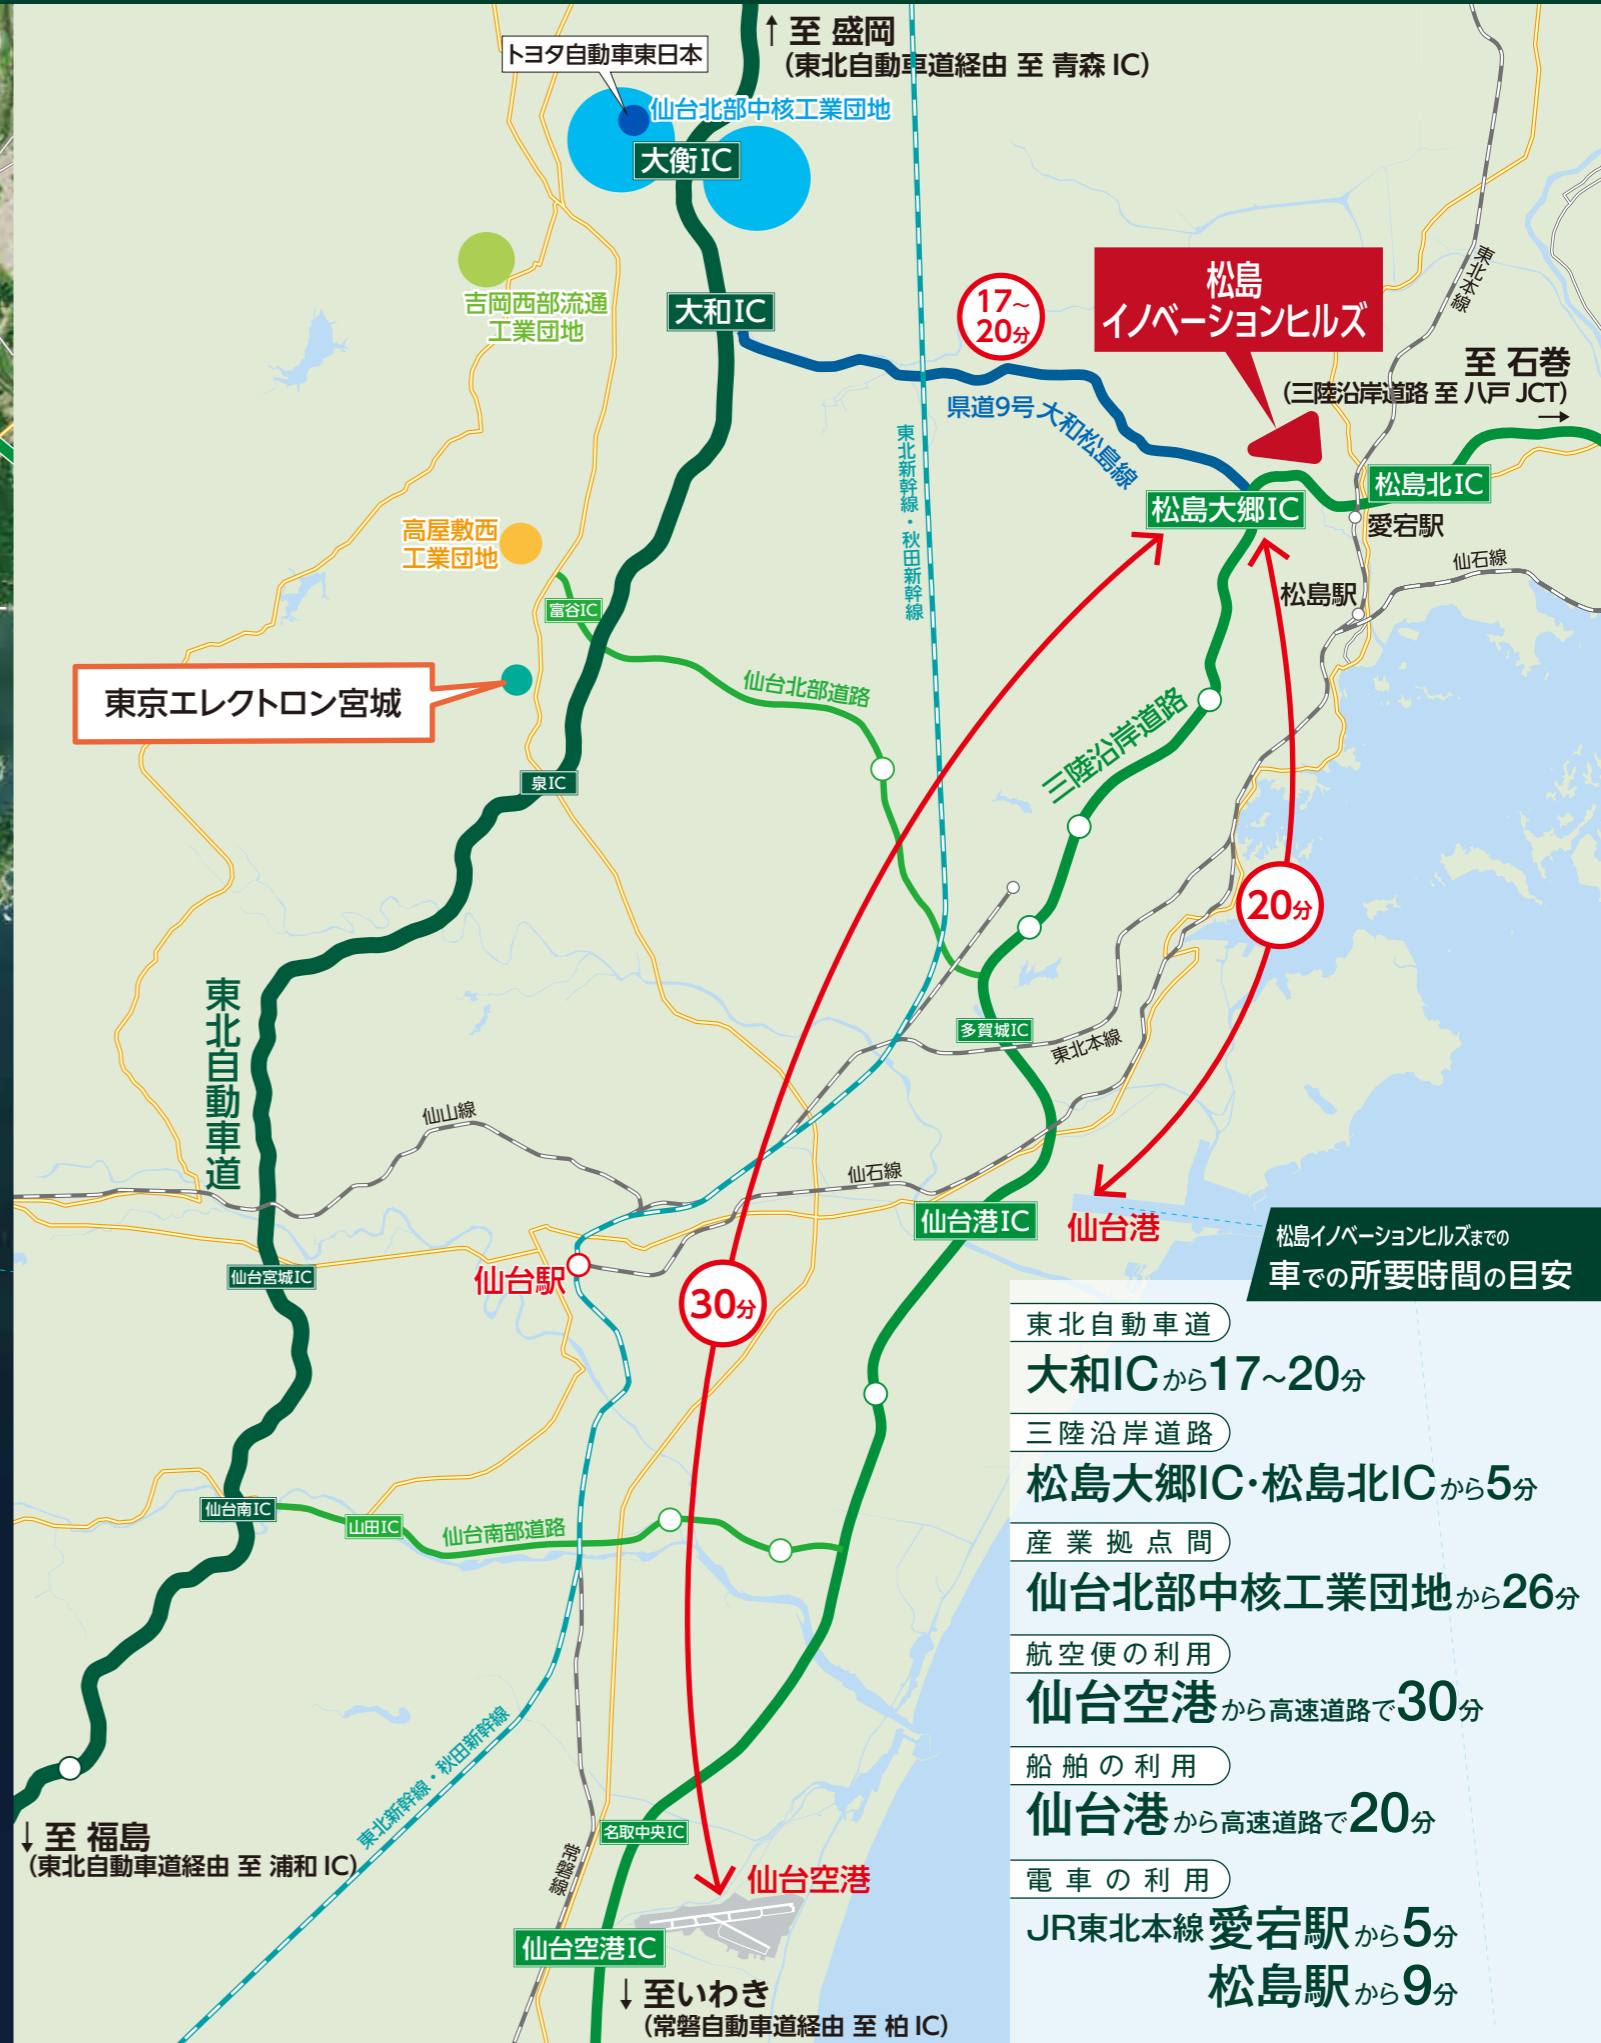 ↑ 至 盛岡
（東北自動車道経由 至 青森 IC）
トヨタ自動車東日本
仙台北部中核工業団地
大衡IC
吉岡西部流通
工業団地
大和IC
17～
20分
松島
イノベーションヒルズ
東北本線
至 石巻
（三陸沿岸道路 至 八戸 JCT）
→
県道9号 大和松島線
東北新幹線・秋田新幹線
松島大郷IC
松島北IC
愛宕駅
仙石線
松島駅
高屋敷西
工業団地
富谷IC
仙台北部道路
東京エレクトロン宮城
三陸沿岸道路
泉IC
20分
東北自動車道
多賀城IC
東北本線
仙山線
仙石線
仙台港IC
仙台港
仙台宮城IC
仙台駅
30分
仙台南IC
山田IC
仙台南部道路
東北新幹線・秋田新幹線
↓ 至 福島
（東北自動車道経由 至 浦和 IC）
常磐線
名取中央IC
仙台空港
仙台空港IC
↓ 至いわき
（常磐自動車道経由 至 柏 IC）
松島イノベーションヒルズまでの
車での所要時間の目安
東北自動車道
大和ICから17～20分
三陸沿岸道路
松島大郷IC・松島北ICから5分
産業拠点間
仙台北部中核工業団地から26分
航空便の利用
仙台空港から高速道路で30分
船舶の利用
仙台港から高速道路で20分
電車の利用
JR東北本線 愛宕駅から5分
松島駅から9分